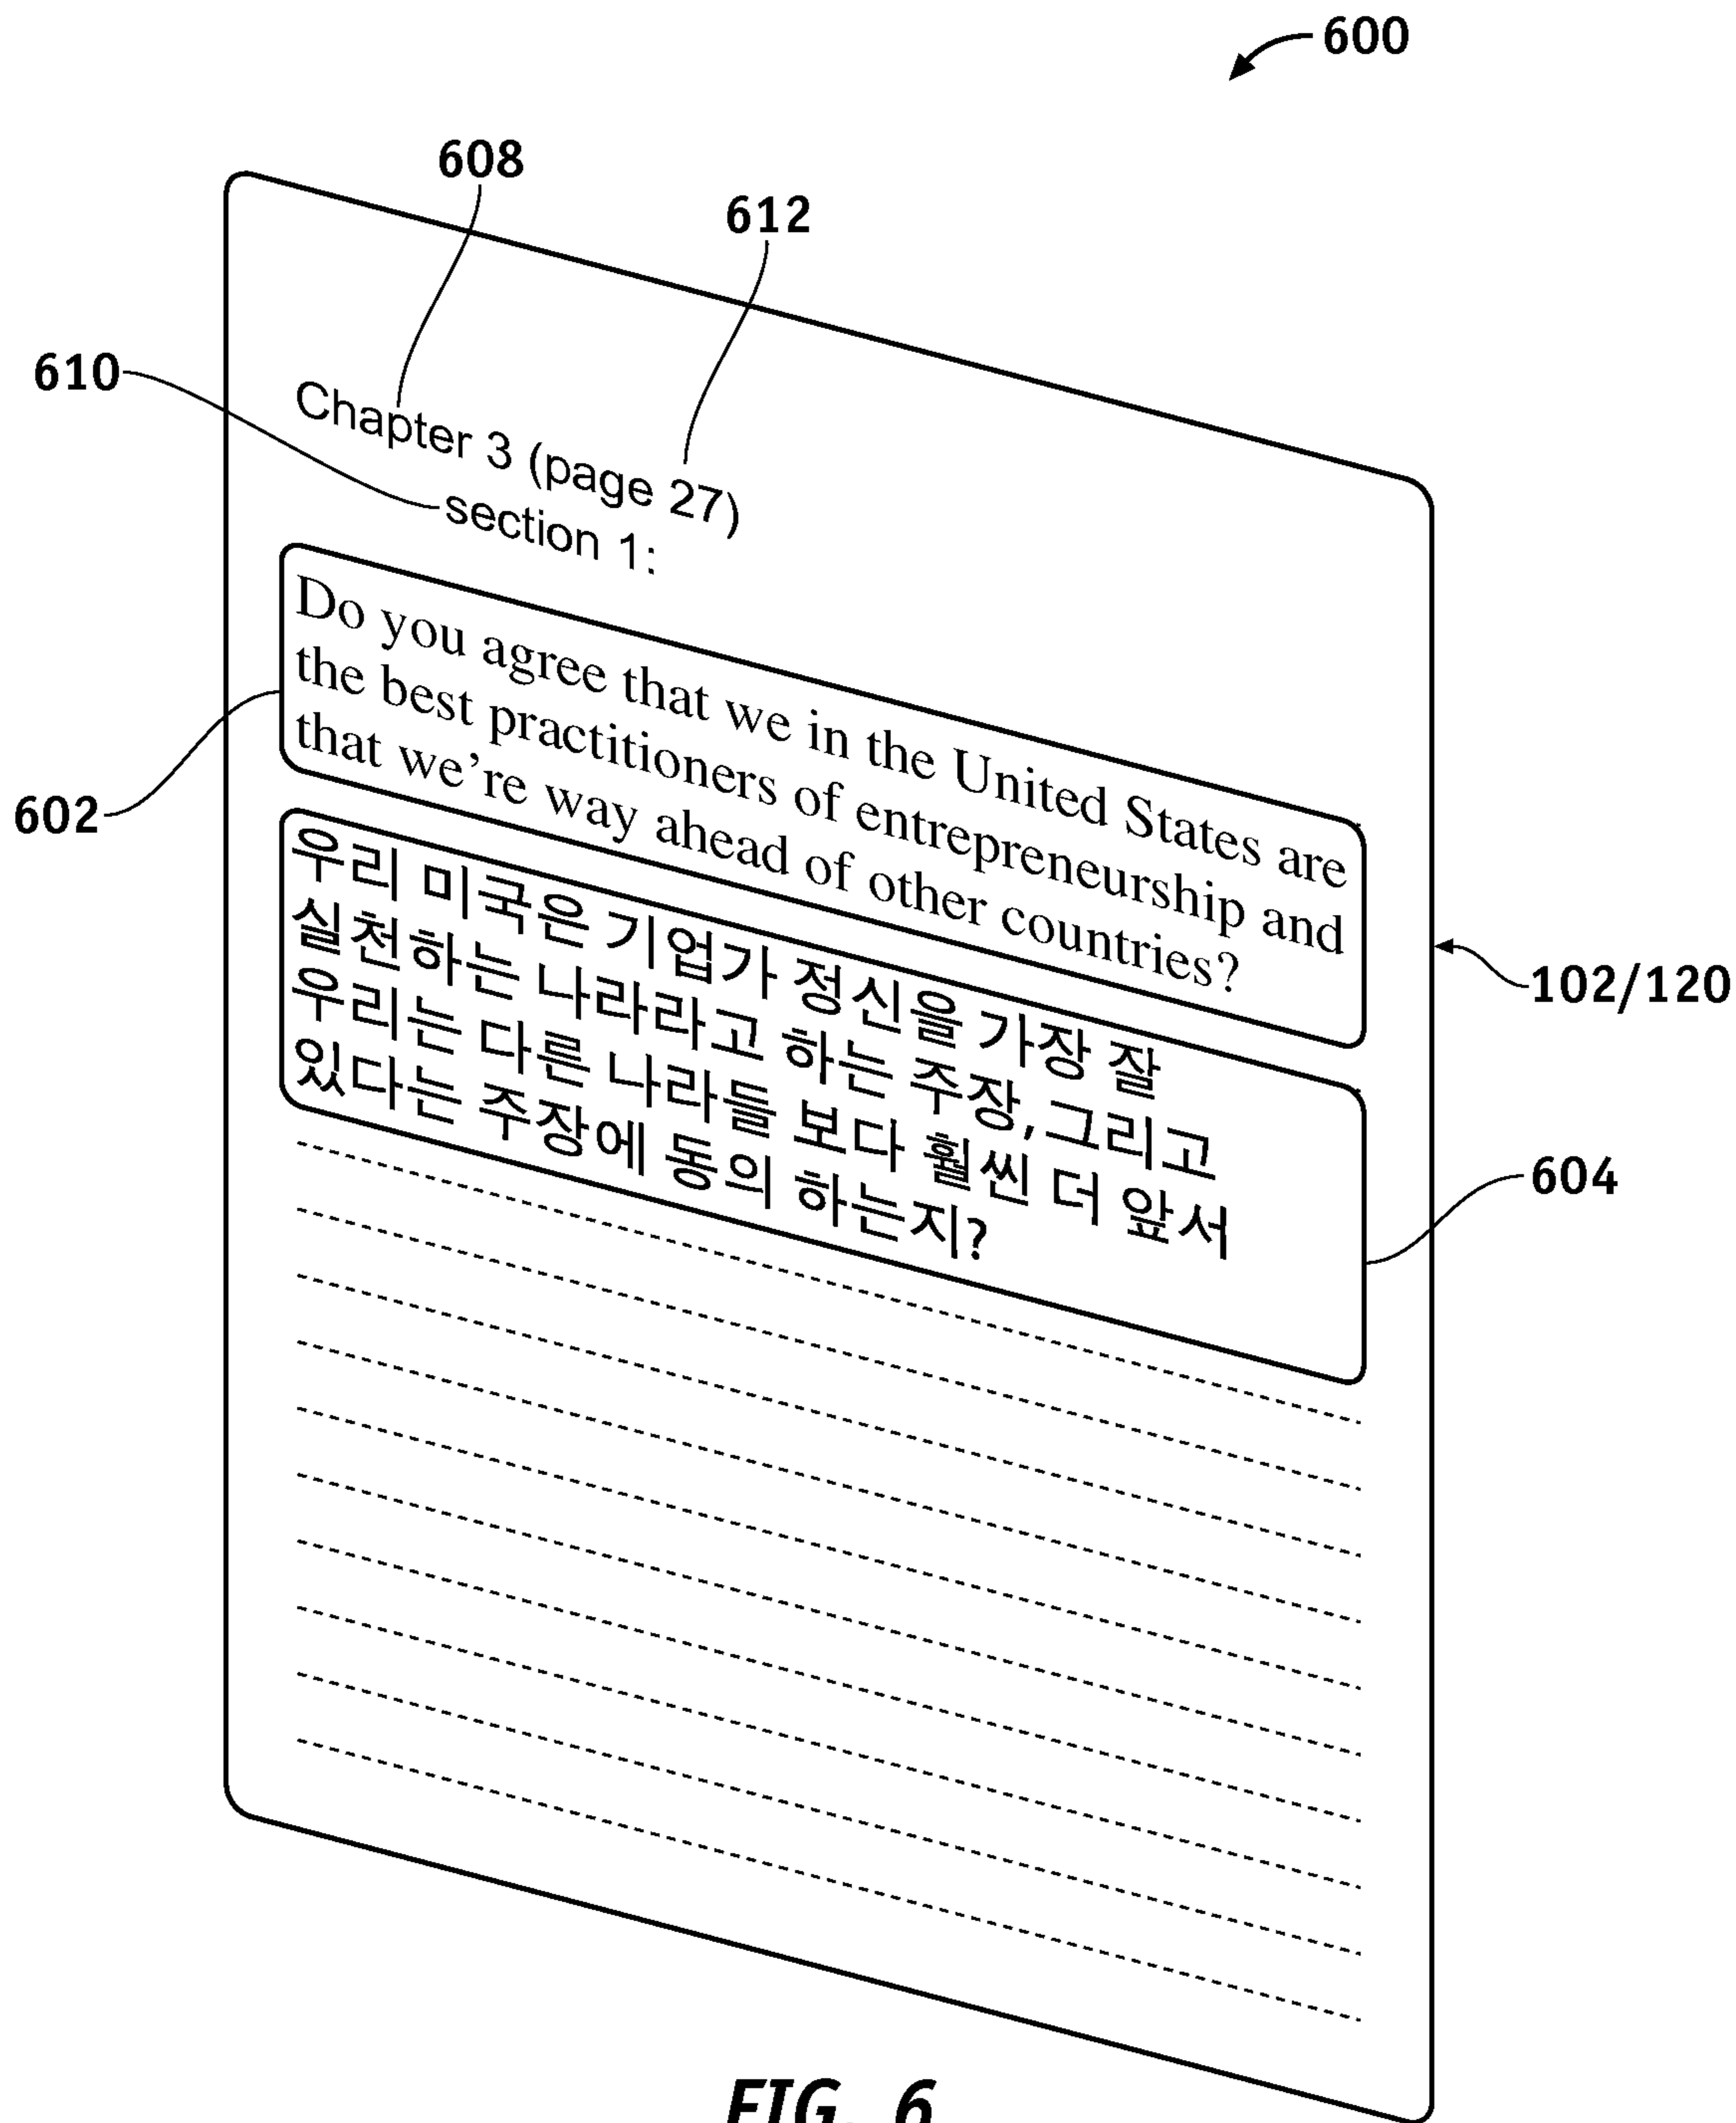 600
608
612
610
Chapter 3 (page 27)
section 1:
Do you agree that we in the United States are
the best practitioners of entrepreneurship and
that we're way ahead of other countries?
602
우리 미국은 기업가 정신을 가장 잘
실천하는 나라라고 하는 주장, 그리고
우리는 다른 나라들 보다 훨씬 더 앞서
있다는 주장에 동의 하는지?
102/120
604
FIG. 6